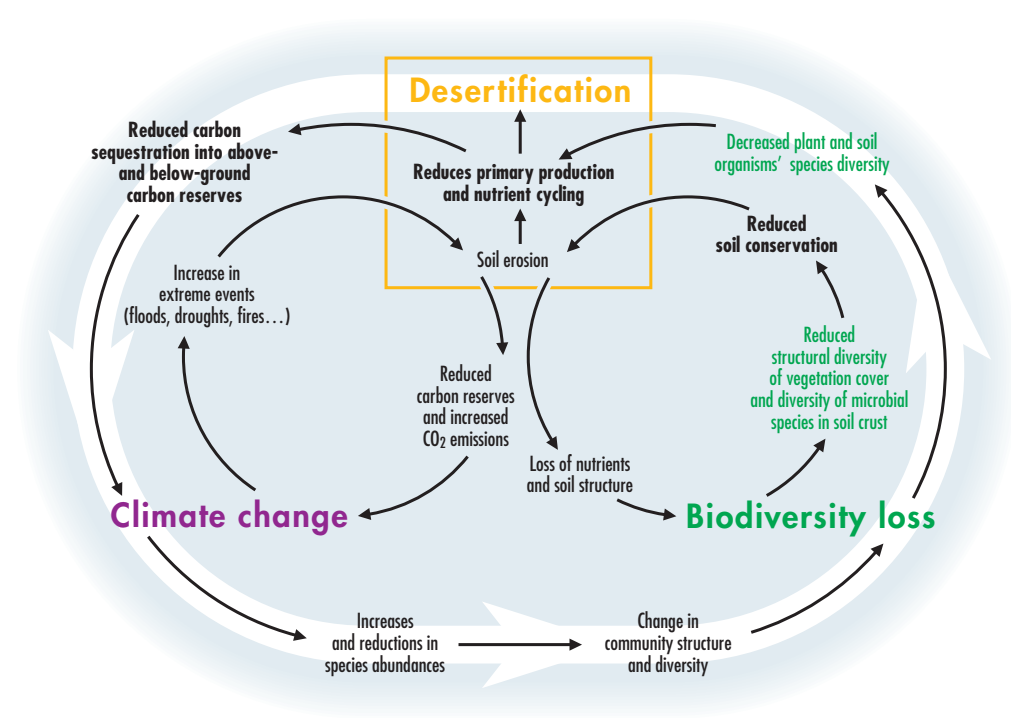 Desertification
Reduced carbon
sequestration into above-
and below-ground
carbon reserves
Reduces primary production
and nutrient cycling
Decreased plant and soil
organisms’ species diversity
Reduced
soil conservation
Soil erosion
Increase in
extreme events
(floods, droughts, fires…)
Reduced
structural diversity
of vegetation cover
and diversity of microbial
species in soil crust
Reduced
carbon reserves
and increased
CO2 emissions
Loss of nutrients
and soil structure
Climate change
Biodiversity loss
Increases
and reductions in
species abundances
Change in
community structure
and diversity